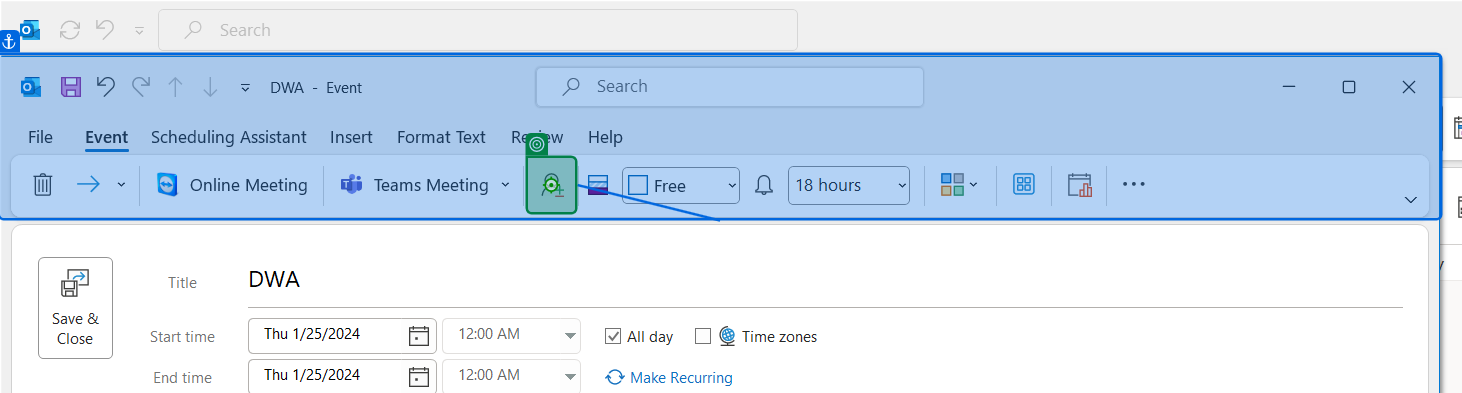 Search
DWA - Event
Search
File Event Scheduling Assistant Insert Format Text Review Help
Online Meeting Teams Meeting Free 18 hours
Save & Close
Title DWA
Start time Thu 1/25/2024 12:00 AM All day Time zones
End time Thu 1/25/2024 12:00 AM Make Recurring